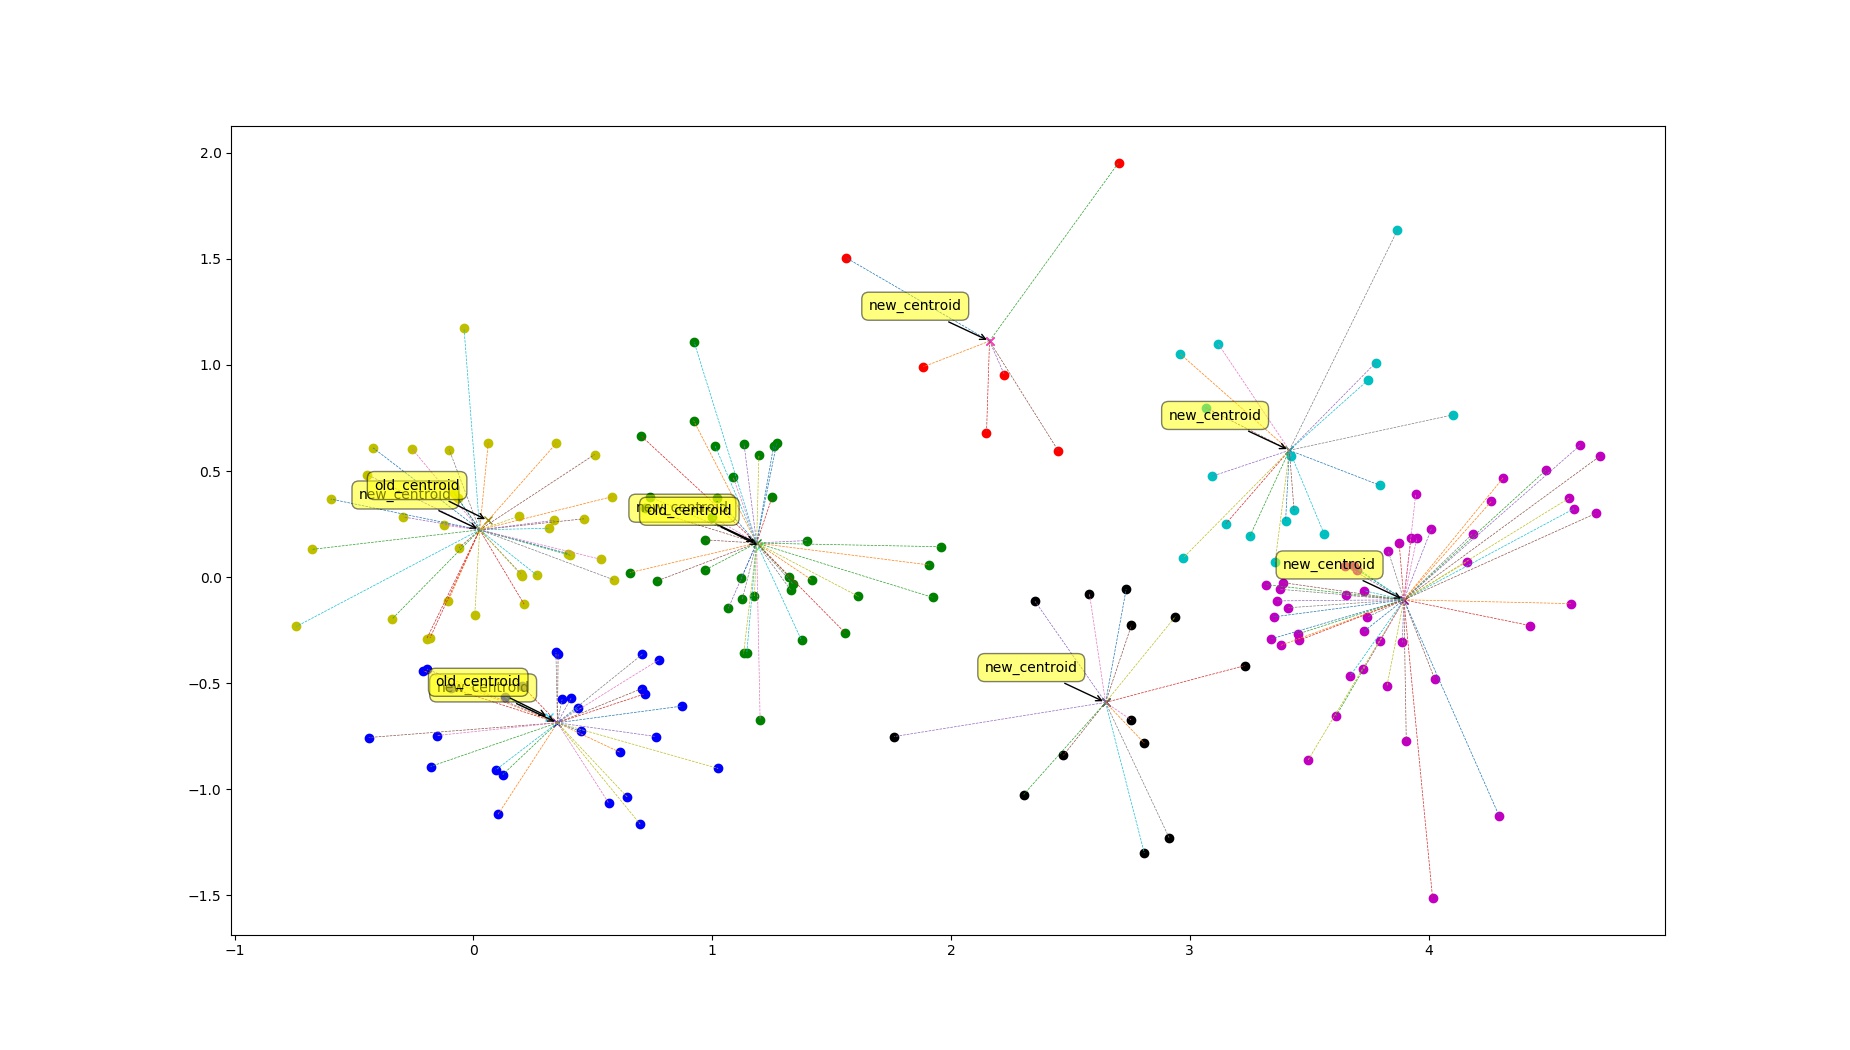 2.0
1.5
new_centroid
1.0
new_centroid
0.5
old_centroid
new_centroid
new_centroid
old_centroid
new_centroid
0.0
new_centroid
−0.5
old_centroid
new_centroid
−1.0
−1.5
−1 0 1 2 3 4